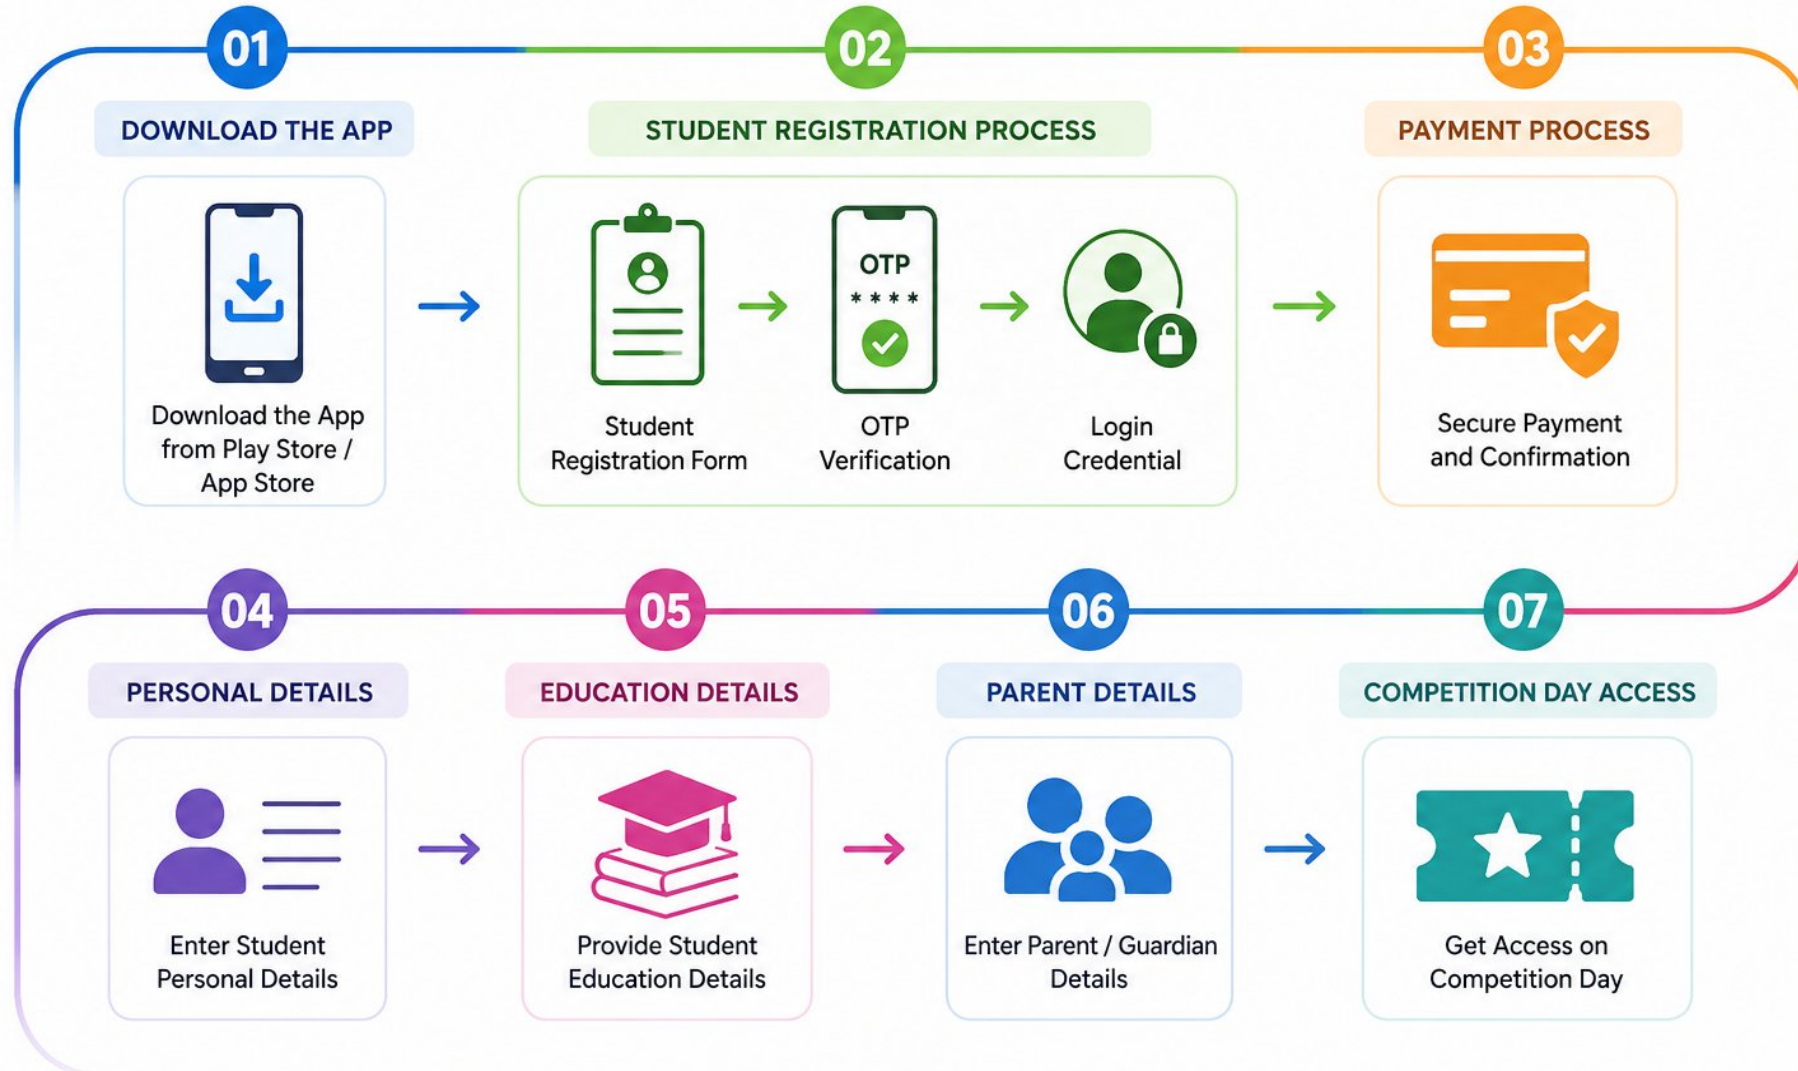 01
DOWNLOAD THE APP
Download the App
from Play Store /
App Store
02
STUDENT REGISTRATION PROCESS
Student
Registration Form
OTP
****
OTP
Verification
Login
Credential
03
PAYMENT PROCESS
Secure Payment
and Confirmation
04
PERSONAL DETAILS
Enter Student
Personal Details
05
EDUCATION DETAILS
Provide Student
Education Details
06
PARENT DETAILS
Enter Parent / Guardian
Details
07
COMPETITION DAY ACCESS
Get Access on
Competition Day